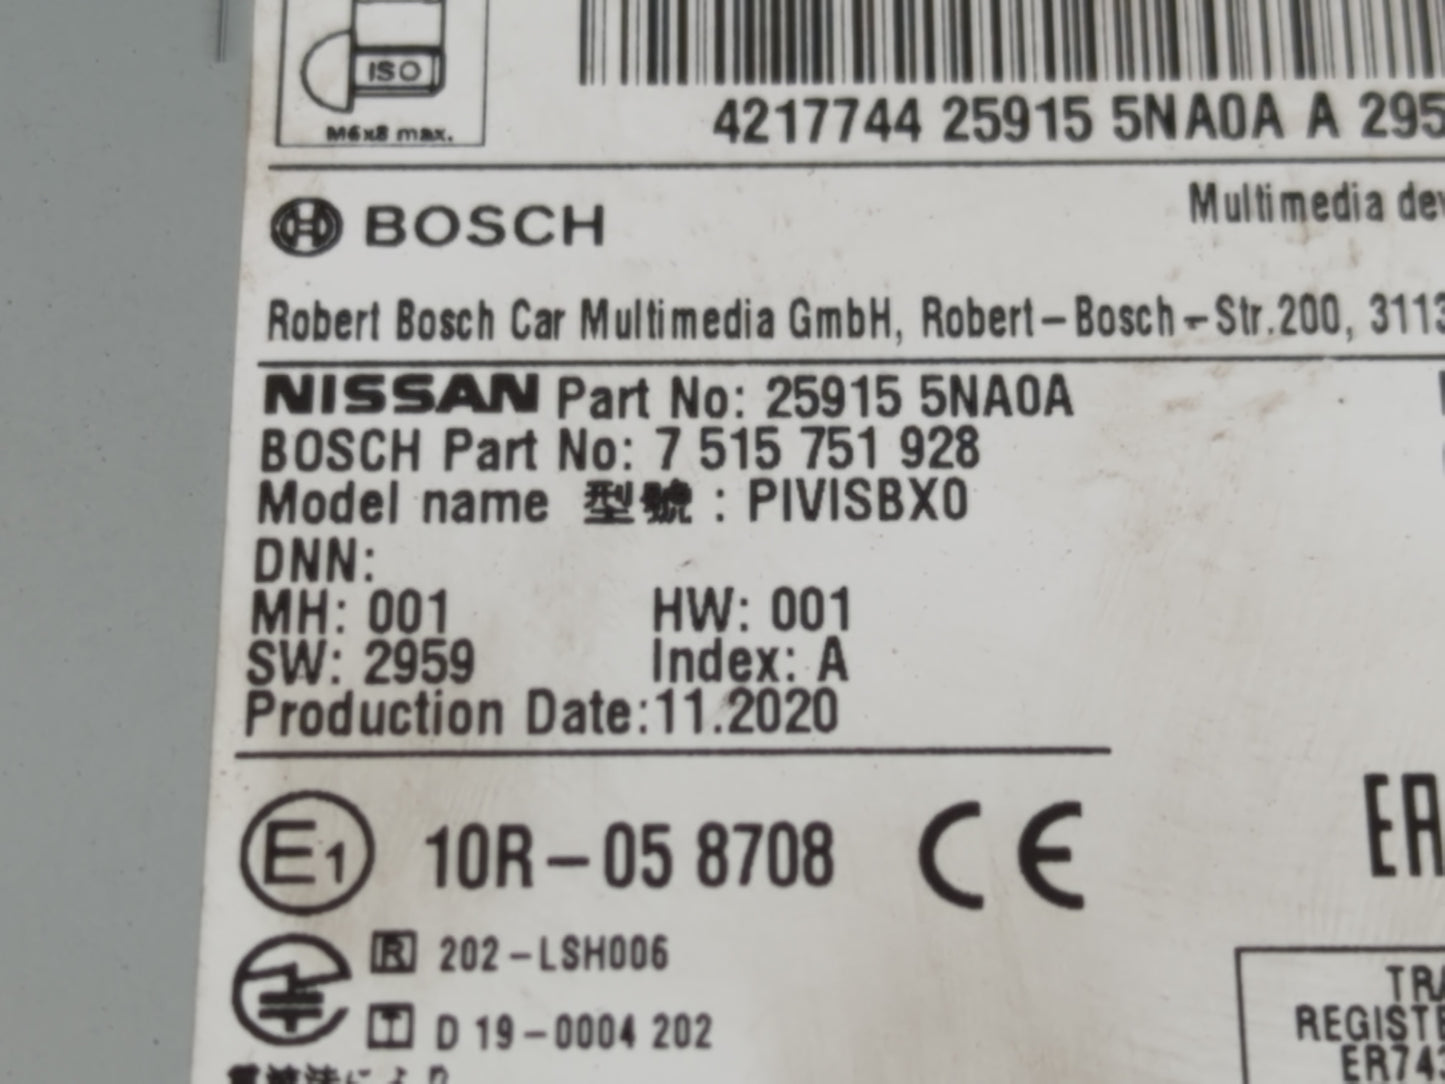 ISO
M6x8 max.
4217744 25915 5NA0A A 295
BOSCH
Multimedia dev
Robert Bosch Car Multimedia GmbH, Robert-Bosch-Str.200, 3113
NISSAN Part No: 25915 5NA0A
BOSCH Part No: 7 515 751 928
Model name 型號 : PIVISBX0
DNN:
MH: 001 HW: 001
SW: 2959 Index: A
Production Date:11.2020
E1 10R-05 8708 CE
R 202-LSH006
T D 19-0004 202
TRA
REGISTE
ER743